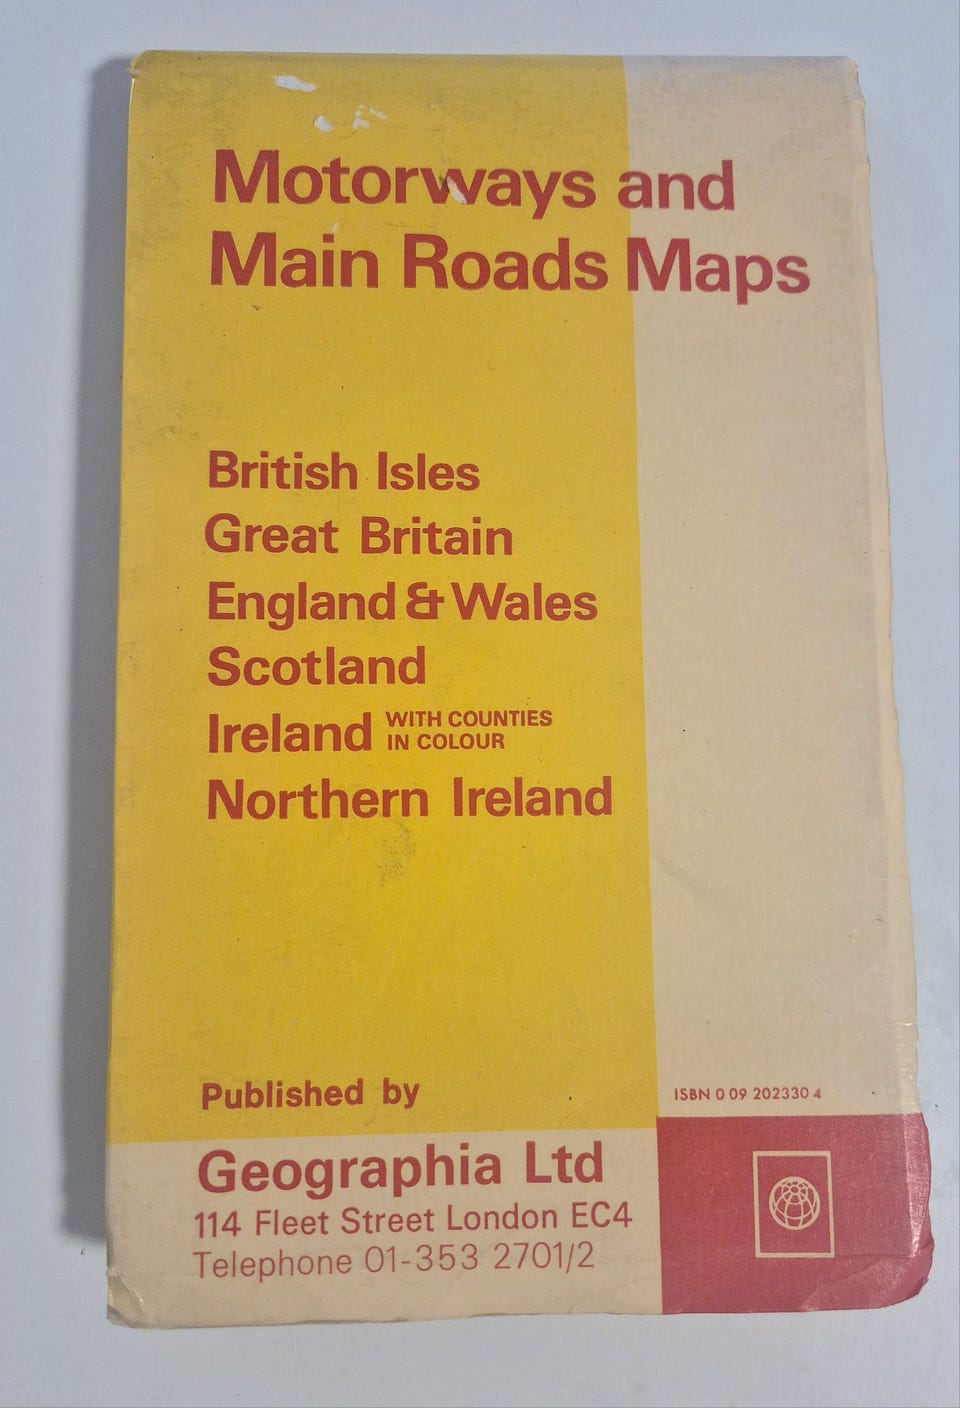 Motorways and
Main Roads Maps
British Isles
Great Britain
England & Wales
Scotland
Ireland WITH COUNTIES
IN COLOUR
Northern Ireland
Published by
ISBN 0 09 202330 4
Geographia Ltd
114 Fleet Street London EC4
Telephone 01-353 2701/2